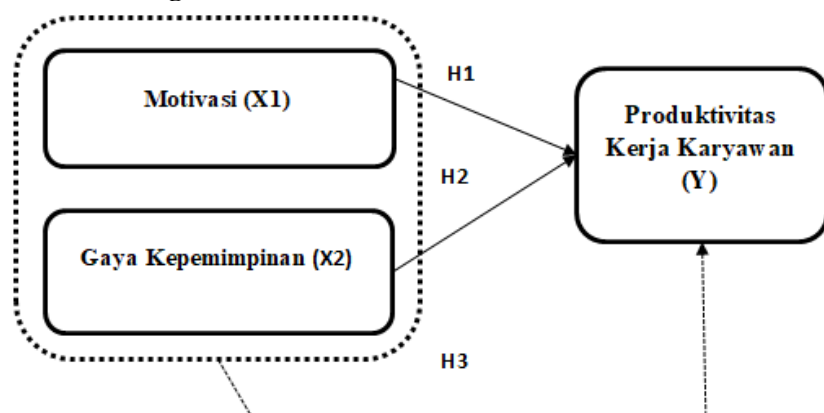 Motivasi (X1)
H1
Produktivitas
Kerja Karyawan
(Y)
H2
Gaya Kepemimpinan (X2)
H3